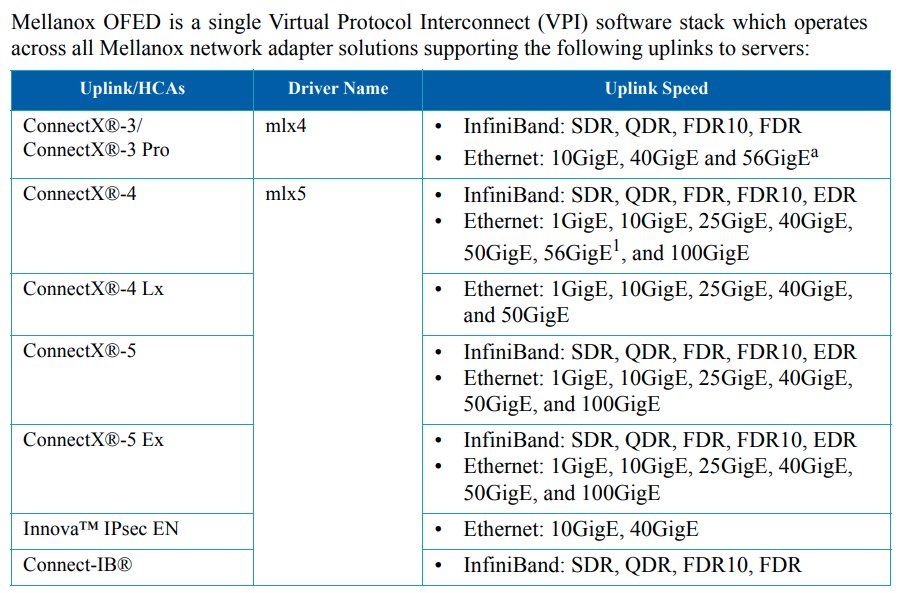 Mellanox OFED is a single Virtual Protocol Interconnect (VPI) software stack which operates
across all Mellanox network adapter solutions supporting the following uplinks to servers:
Uplink/HCAs Driver Name Uplink Speed
ConnectX®-3/
ConnectX®-3 Pro
mlx4
• InfiniBand: SDR, QDR, FDR10, FDR
• Ethernet: 10GigE, 40GigE and 56GigEa
ConnectX®-4
mlx5
• InfiniBand: SDR, QDR, FDR, FDR10, EDR
• Ethernet: 1GigE, 10GigE, 25GigE, 40GigE,
50GigE, 56GigE1, and 100GigE
ConnectX®-4 Lx
• Ethernet: 1GigE, 10GigE, 25GigE, 40GigE,
and 50GigE
ConnectX®-5
• InfiniBand: SDR, QDR, FDR, FDR10, EDR
• Ethernet: 1GigE, 10GigE, 25GigE, 40GigE,
50GigE, and 100GigE
ConnectX®-5 Ex
• InfiniBand: SDR, QDR, FDR, FDR10, EDR
• Ethernet: 1GigE, 10GigE, 25GigE, 40GigE,
50GigE, and 100GigE
Innova™ IPsec EN
• Ethernet: 10GigE, 40GigE
Connect-IB®
• InfiniBand: SDR, QDR, FDR10, FDR